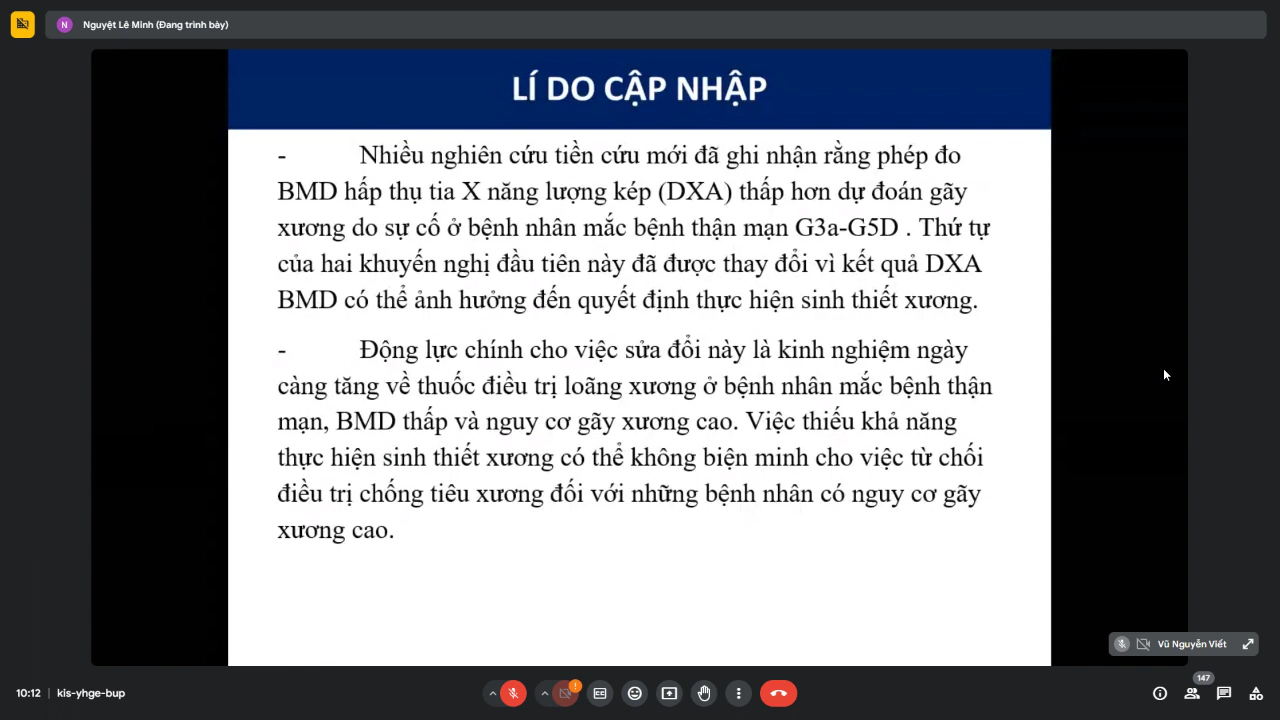 N Nguyệt Lê Minh (Đang trình bày)
LÍ DO CẬP NHẬP
- Nhiều nghiên cứu tiền cứu mới đã ghi nhận rằng phép đo
BMD hấp thụ tia X năng lượng kép (DXA) thấp hơn dự đoán gãy
xương do sự cố ở bệnh nhân mắc bệnh thận mạn G3a-G5D . Thứ tự
của hai khuyến nghị đầu tiên này đã được thay đổi vì kết quả DXA
BMD có thể ảnh hưởng đến quyết định thực hiện sinh thiết xương.
- Động lực chính cho việc sửa đổi này là kinh nghiệm ngày
càng tăng về thuốc điều trị loãng xương ở bệnh nhân mắc bệnh thận
mạn, BMD thấp và nguy cơ gãy xương cao. Việc thiếu khả năng
thực hiện sinh thiết xương có thể không biện minh cho việc từ chối
điều trị chống tiêu xương đối với những bệnh nhân có nguy cơ gãy
xương cao.
Vũ Nguyễn Viết
10:12 | kis-yhge-bup
147